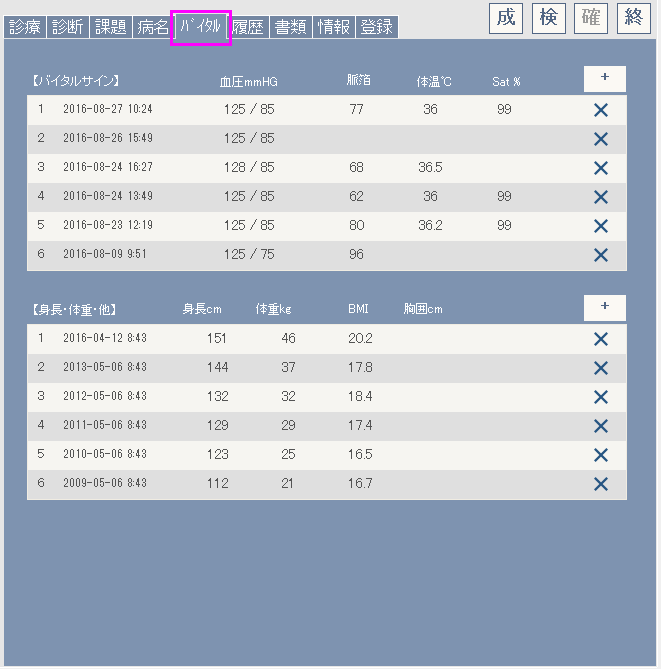 診療 診断 課題 病名 バイタル 履歴 書類 情報 登録 成 検 確 終
【バイタルサイン】 血圧mmHG 脈拍 体温℃ Sat % +
1 2016-08-27 10:24 125 / 85 77 36 99 ×
2 2016-08-26 15:49 125 / 85 ×
3 2016-08-24 16:27 128 / 85 68 36.5 ×
4 2016-08-24 13:49 125 / 85 62 36 99 ×
5 2016-08-23 12:19 125 / 85 80 36.2 99 ×
6 2016-08-09 9:51 125 / 75 96 ×
【身長・体重・他】 身長cm 体重kg BMI 胸囲cm +
1 2016-04-12 8:43 151 46 20.2 ×
2 2013-05-06 8:43 144 37 17.8 ×
3 2012-05-06 8:43 132 32 18.4 ×
4 2011-05-06 8:43 129 29 17.4 ×
5 2010-05-06 8:43 123 25 16.5 ×
6 2009-05-06 8:43 112 21 16.7 ×